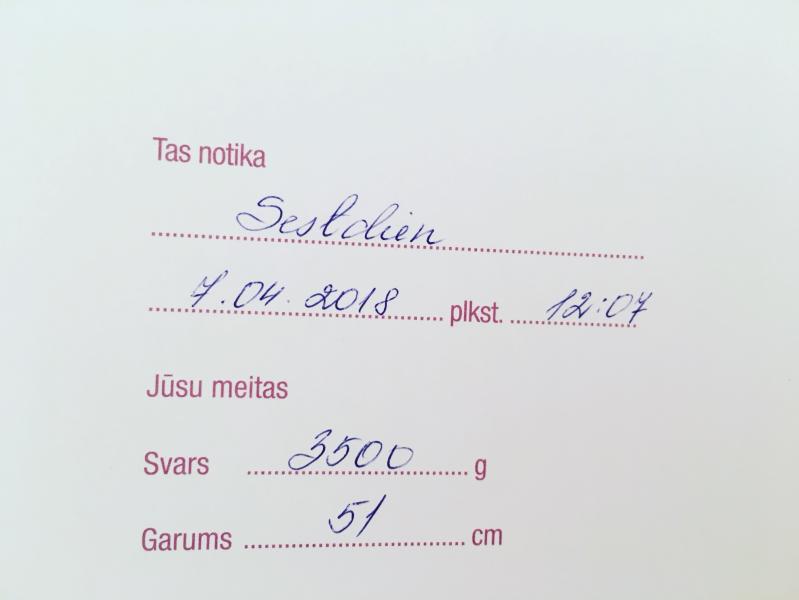 Tas notika
Sestdien
7.04.2018 plkst. 12:07
Jūsu meitas
Svars 3500 g
Garums 51 cm